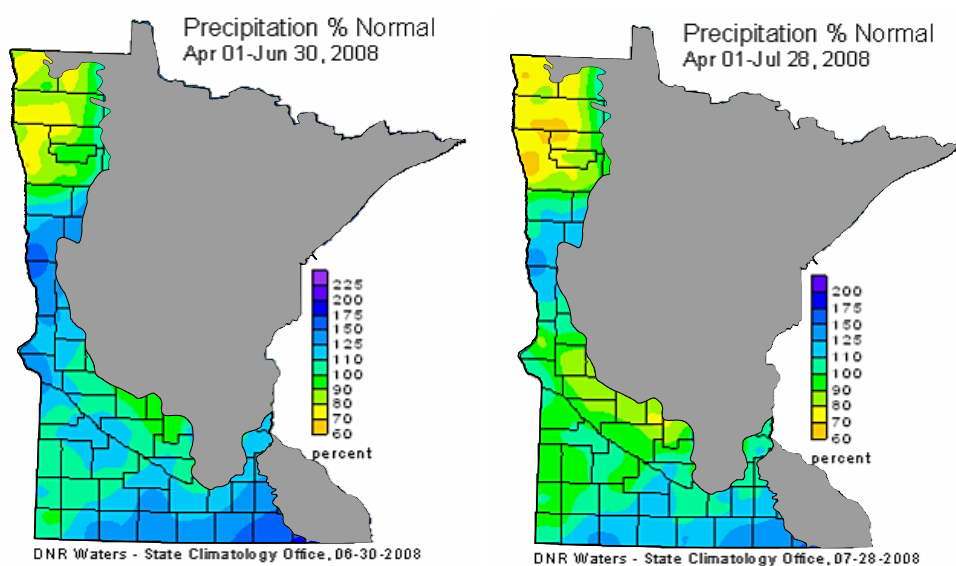 Precipitation % Normal
Apr 01-Jun 30, 2008
225
200
175
150
125
110
100
90
80
70
60
percent
DNR Waters - State Climatology Office, 06-30-2008
Precipitation % Normal
Apr 01-Jul 28, 2008
200
175
150
125
110
100
90
80
70
60
percent
DNR Waters - State Climatology Office, 07-28-2008